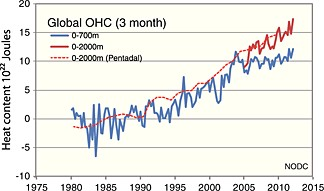 Global OHC (3 month)
0-700m
0-2000m
0-2000m (Pentadal)
Heat content 10²² Joules
20
15
10
5
0
-5
-10
NODC
1975 1980 1985 1990 1995 2000 2005 2010 2015